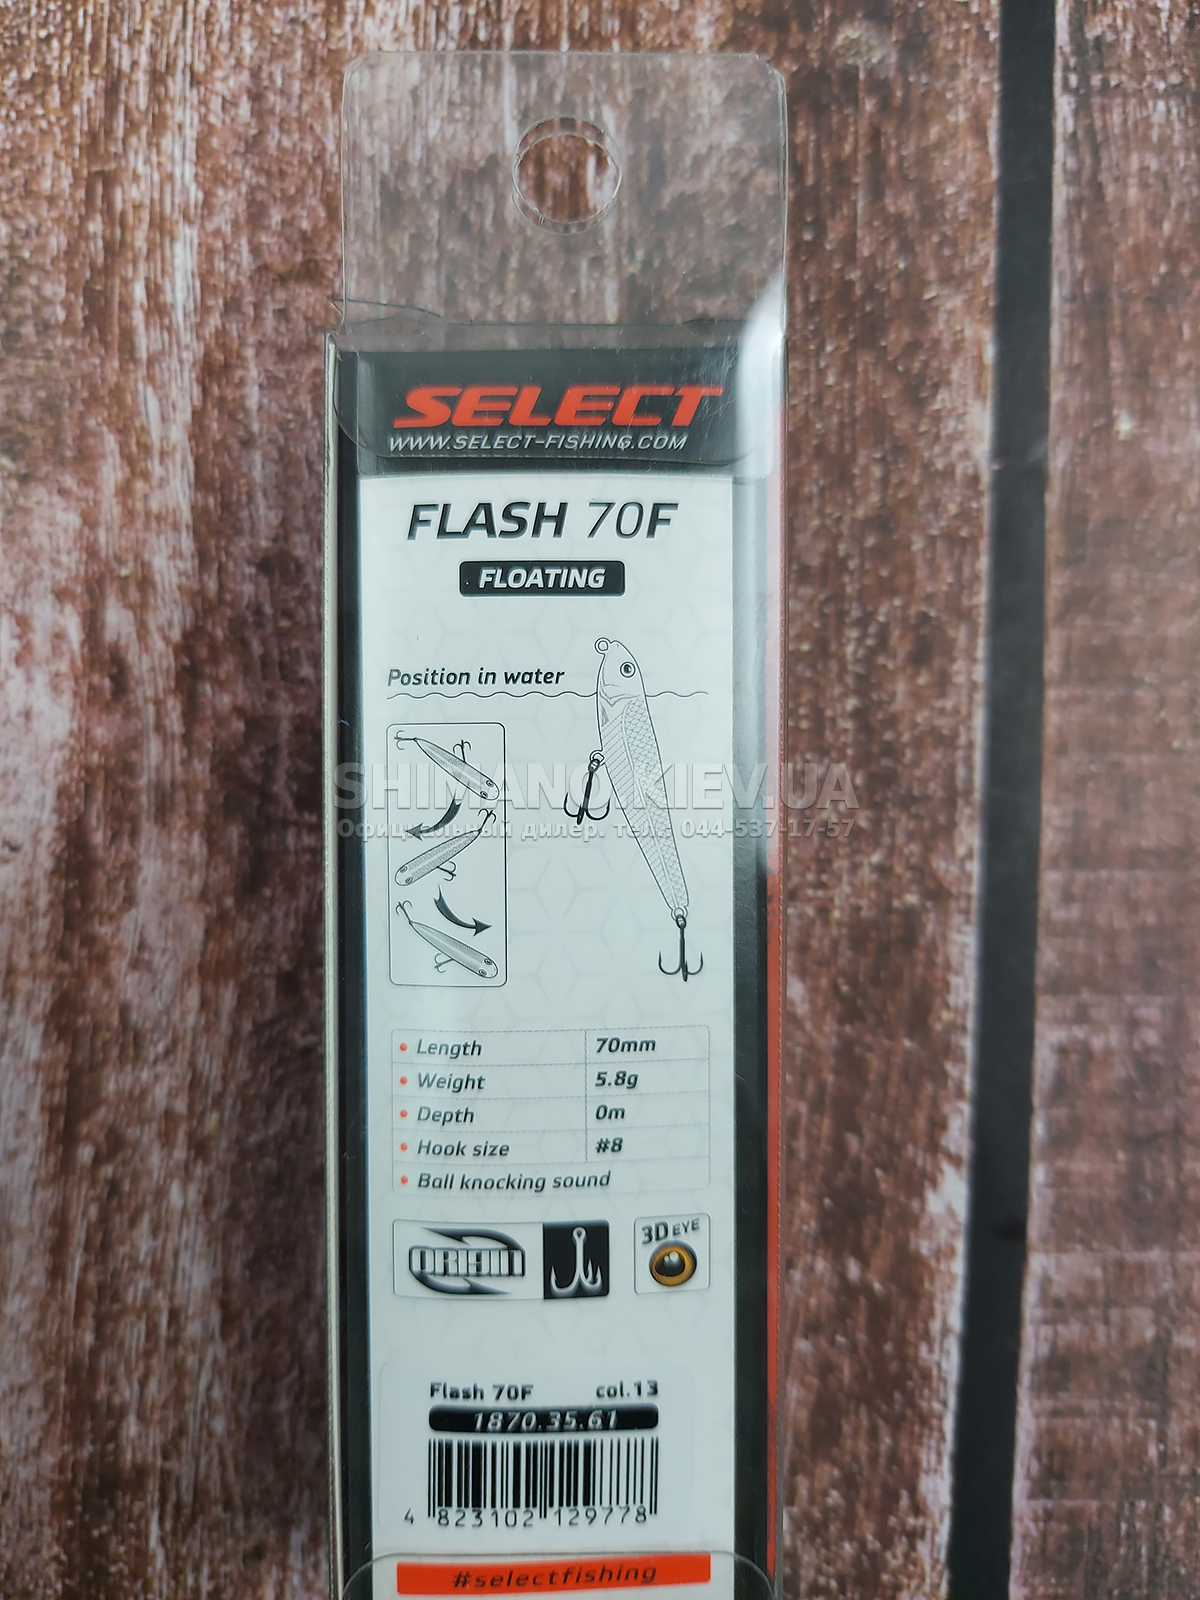 SELECT
WWW.SELECT-FISHING.COM
FLASH 70F
FLOATING
Position in water
SHIMANO.KIEV.UA
Официальный дилер. тел.: 044-537-17-57
Length 70mm
Weight 5.8g
Depth 0m
Hook size #8
Ball knocking sound
3D EYE
Flash 70F col.13
1870.35.61
4 823102 129778
#selectfishing